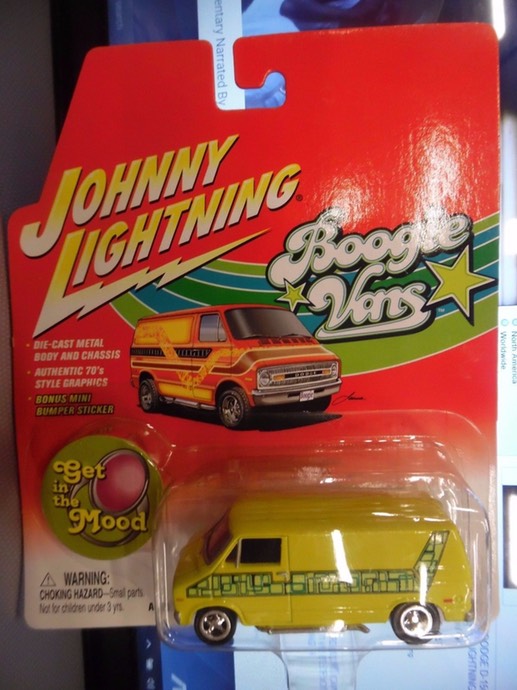 entary Narrated By
JOHNNY
LIGHTNING®
Boogie
Vans™
• DIE-CAST METAL
BODY AND CHASSIS
• AUTHENTIC 70's
STYLE GRAPHICS
• BONUS MINI
BUMPER STICKER
Get
in
the
Mood
⚠ WARNING:
CHOKING HAZARD—Small parts.
Not for children under 3 yrs.
A
North America
Worldwide